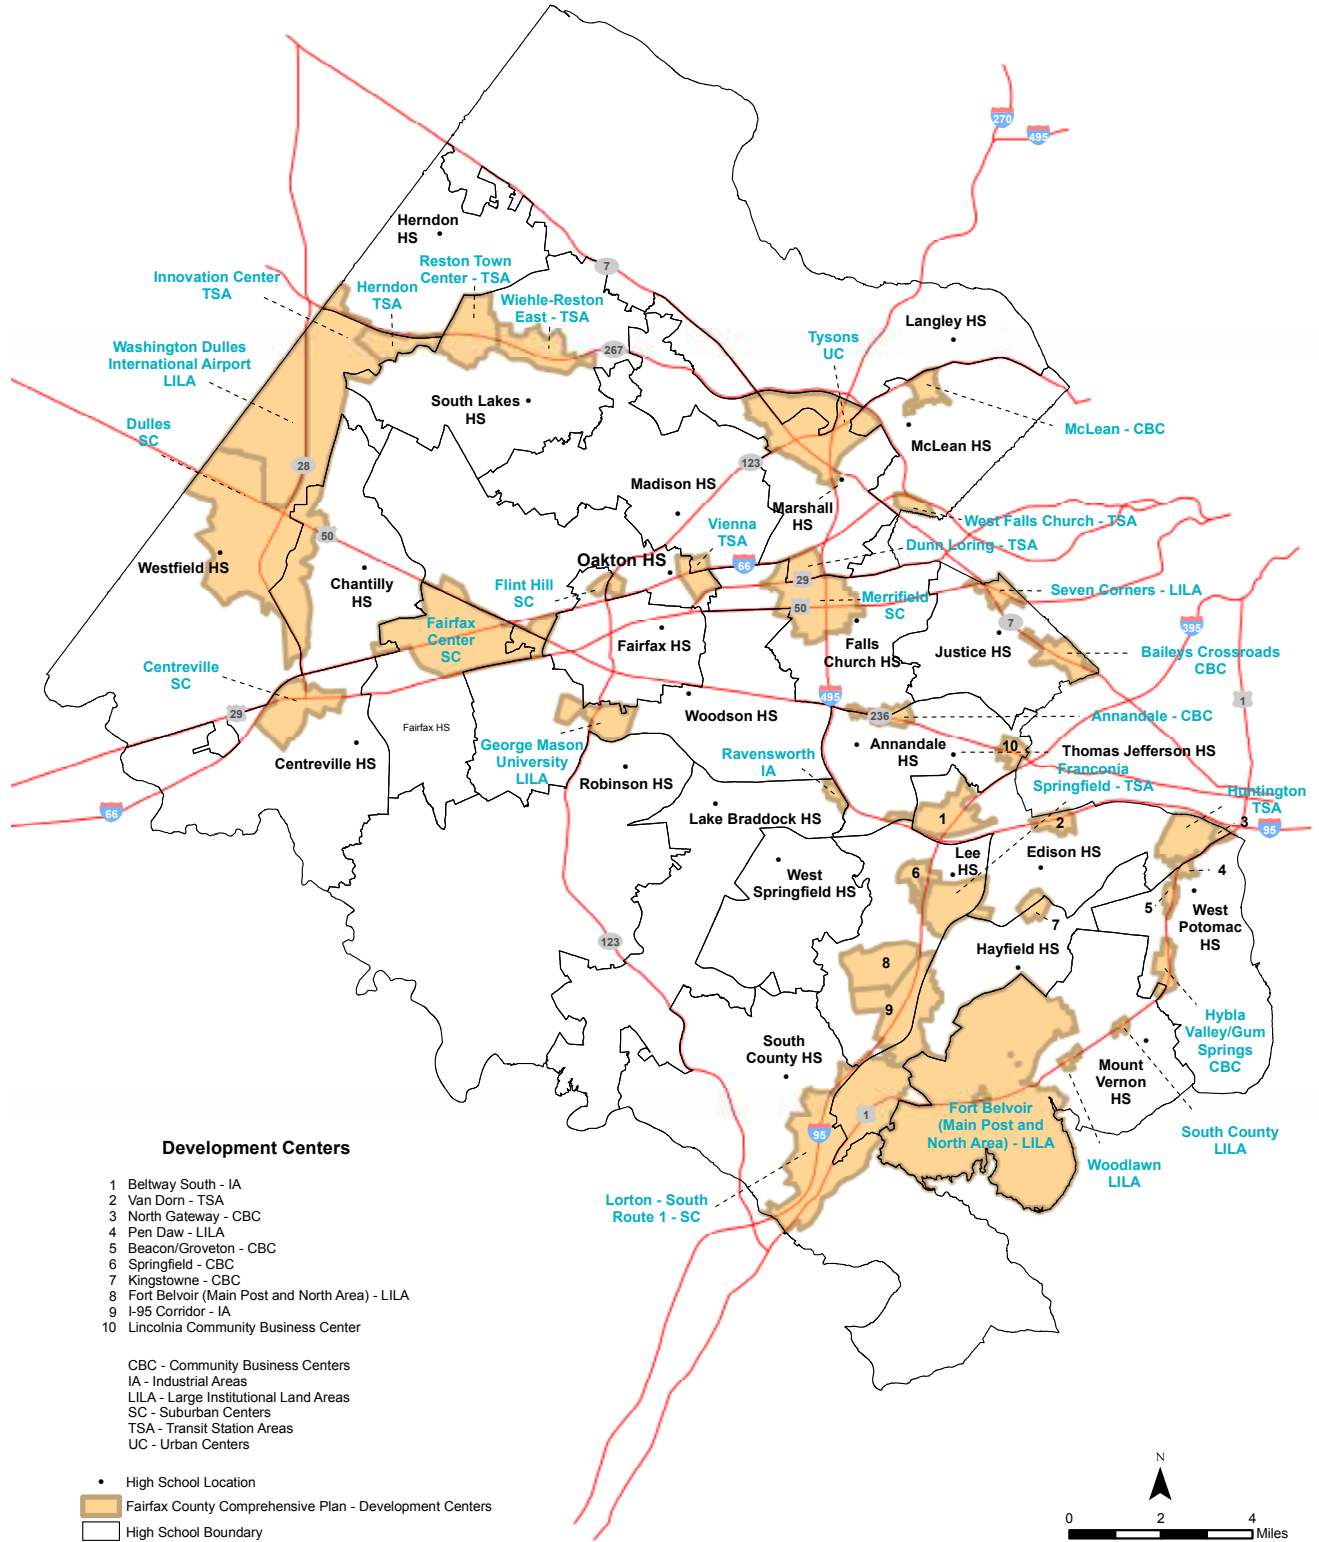 270
495
Herndon
HS
7
Reston Town
Center - TSA
Innovation Center
TSA
Herndon
TSA
Wiehle-Reston
East - TSA
Langley HS
Tysons
UC
Washington Dulles
International Airport
LILA
267
South Lakes
HS
McLean - CBC
McLean HS
Dulles
SC
28
123
Madison HS
Marshall
HS
West Falls Church - TSA
Vienna
TSA
50
Dunn Loring - TSA
Oakton HS
66
Westfield HS
Chantilly
HS
Flint Hill
SC
29
50
Merrifield
SC
Seven Corners - LILA
7
395
Fairfax
Center
SC
Fairfax HS
Falls
Church HS
Justice HS
Baileys Crossroads
CBC
Centreville
SC
495
1
29
236
Annandale - CBC
Woodson HS
Fairfax HS
George Mason
University
LILA
Annandale
HS
10
Thomas Jefferson HS
Ravensworth
IA
Franconia
Springfield - TSA
Centreville HS
Robinson HS
Huntington
TSA
66
Lake Braddock HS
1
2
3
95
Lee
HS
Edison HS
West
Springfield HS
6
4
5
West
Potomac
HS
7
123
Hayfield HS
8
9
Hybla
Valley/Gum
Springs
CBC
South
County HS
Mount
Vernon
HS
1
Fort Belvoir
(Main Post and
North Area) - LILA
95
South County
LILA
Woodlawn
LILA
Lorton - South
Route 1 - SC
Development Centers
1 Beltway South - IA
2 Van Dorn - TSA
3 North Gateway - CBC
4 Pen Daw - LILA
5 Beacon/Groveton - CBC
6 Springfield - CBC
7 Kingstowne - CBC
8 Fort Belvoir (Main Post and North Area) - LILA
9 I-95 Corridor - IA
10 Lincolnia Community Business Center
CBC - Community Business Centers
IA - Industrial Areas
LILA - Large Institutional Land Areas
SC - Suburban Centers
TSA - Transit Station Areas
UC - Urban Centers
High School Location
Fairfax County Comprehensive Plan - Development Centers
High School Boundary
N
0 2 4
Miles